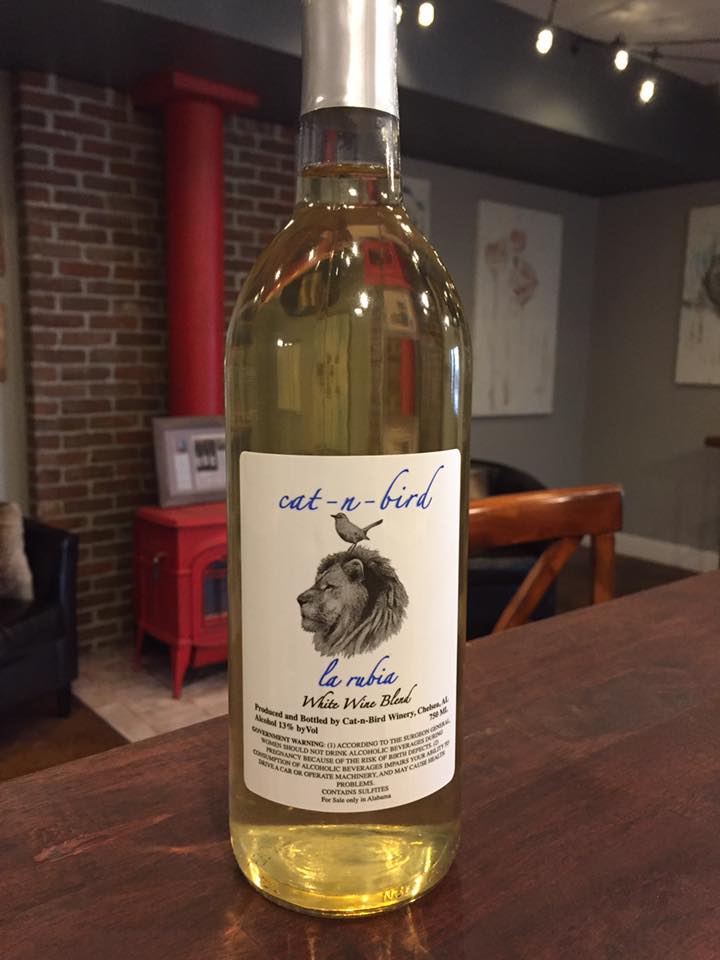 cat-n-bird
la rubia
White Wine Blend
Produced and Bottled by Cat-n-Bird Winery, Chelsea, AL
Alcohol 13% byVol 750 ML
GOVERNMENT WARNING: (1) ACCORDING TO THE SURGEON GENERAL,
WOMEN SHOULD NOT DRINK ALCOHOLIC BEVERAGES DURING
PREGNANCY BECAUSE OF THE RISK OF BIRTH DEFECTS. (2)
CONSUMPTION OF ALCOHOLIC BEVERAGES IMPAIRS YOUR ABILITY TO
DRIVE A CAR OR OPERATE MACHINERY, AND MAY CAUSE HEALTH
PROBLEMS.
CONTAINS SULFITES
For Sale only in Alabama